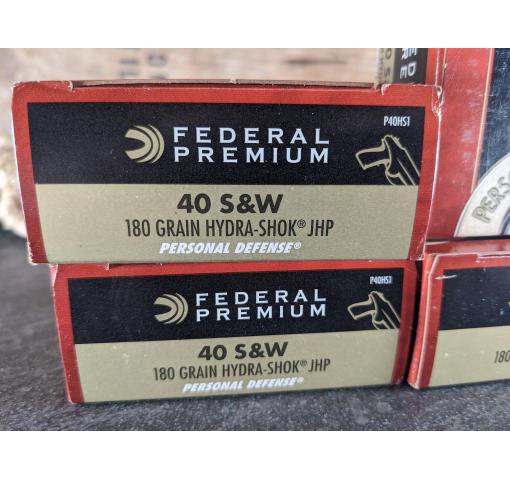 P40HS1
FEDERAL
PREMIUM
40 S&W
180 GRAIN HYDRA-SHOK® JHP
PERSONAL DEFENSE®
P40HS1
FEDERAL
PREMIUM
40 S&W
180 GRAIN HYDRA-SHOK® JHP
PERSONAL DEFENSE®
180